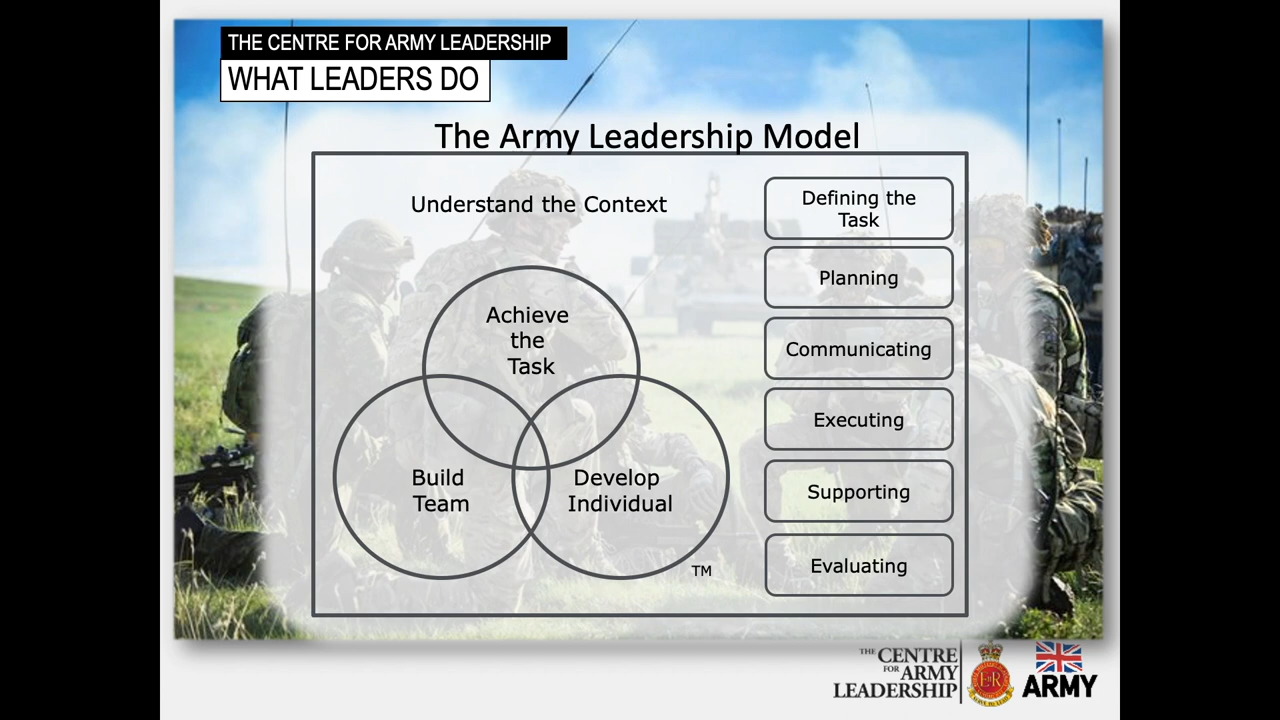 THE CENTRE FOR ARMY LEADERSHIP
WHAT LEADERS DO
The Army Leadership Model
Understand the Context
Achieve
the
Task
Build
Team
Develop
Individual
TM
Defining the
Task
Planning
Communicating
Executing
Supporting
Evaluating
THE CENTRE
FOR ARMY
LEADERSHIP
ARMY